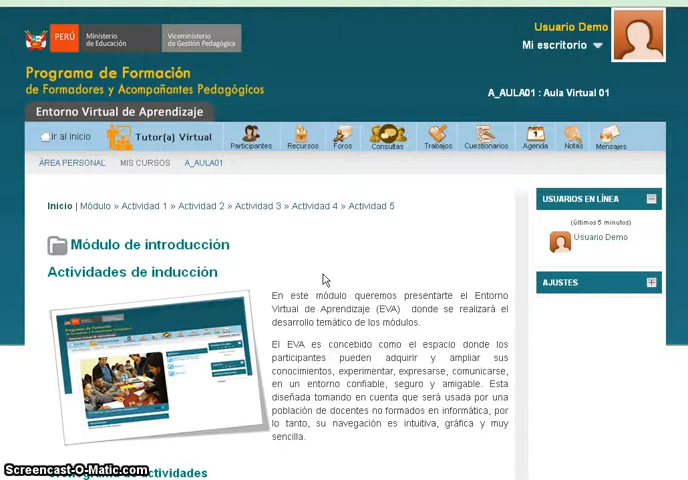 PERÚ
Ministerio
de Educación
Viceministerio
de Gestión Pedagógica
Usuario Demo
Mi escritorio
Programa de Formación
de Formadores y Acompañantes Pedagógicos
A_AULA01 : Aula Virtual 01
Entorno Virtual de Aprendizaje
Ir al inicio
Tutor(a) Virtual
Participantes
Recursos
Foros
Consultas
Trabajos
Cuestionarios
Agenda
Notas
Mensajes
ÁREA PERSONAL MIS CURSOS A_AULA01
Inicio | Módulo » Actividad 1 » Actividad 2 » Actividad 3 » Actividad 4 » Actividad 5
USUARIOS EN LÍNEA
(últimos 5 minutos)
Usuario Demo
AJUSTES
Módulo de introducción
Actividades de inducción
En este módulo queremos presentarte el Entorno
Virtual de Aprendizaje (EVA) donde se realizará el
desarrollo temático de los módulos.
El EVA es concebido como el espacio donde los
participantes pueden adquirir y ampliar sus
conocimientos, experimentar, expresarse, comunicarse,
en un entorno confiable, seguro y amigable. Esta
diseñada tomando en cuenta que será usada por una
población de docentes no formados en informática, por
lo tanto, su navegación es intuitiva, gráfica y muy
sencilla.
Screencast-O-Matic.com
actividades